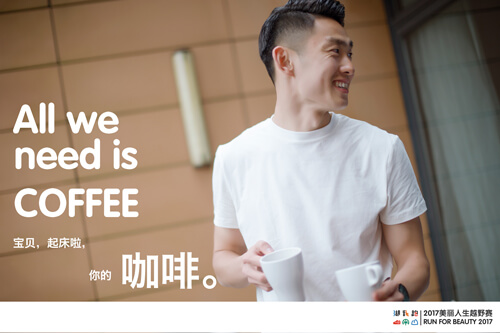 All we
need is
COFFEE
宝贝，起床啦，
你的 咖啡。
2017美丽人生越野赛
RUN FOR BEAUTY 2017